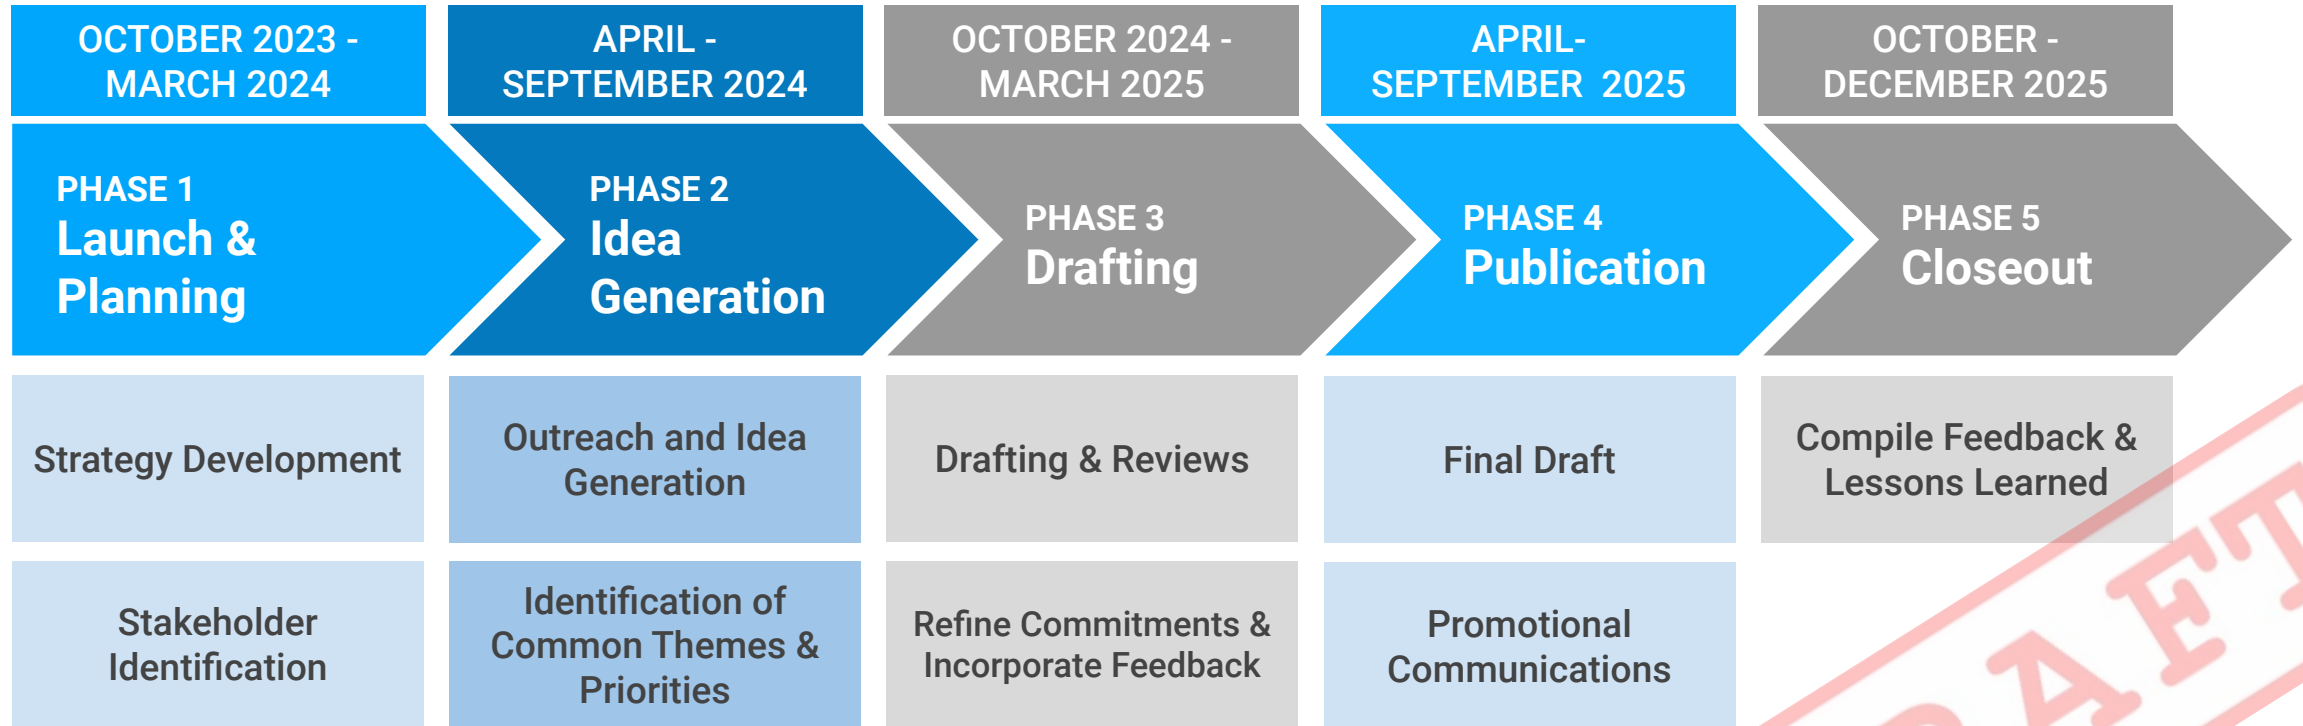 OCTOBER 2023 -
MARCH 2024
APRIL -
SEPTEMBER 2024
OCTOBER 2024 -
MARCH 2025
APRIL-
SEPTEMBER  2025
OCTOBER -
DECEMBER 2025
PHASE 1
Launch &
Planning
PHASE 2
Idea
Generation
PHASE 3
Drafting
PHASE 4
Publication
PHASE 5
Closeout
Strategy Development
Outreach and Idea
Generation
Drafting & Reviews
Final Draft
Compile Feedback &
Lessons Learned
Stakeholder
Identification
Identification of
Common Themes &
Priorities
Refine Commitments &
Incorporate Feedback
Promotional
Communications